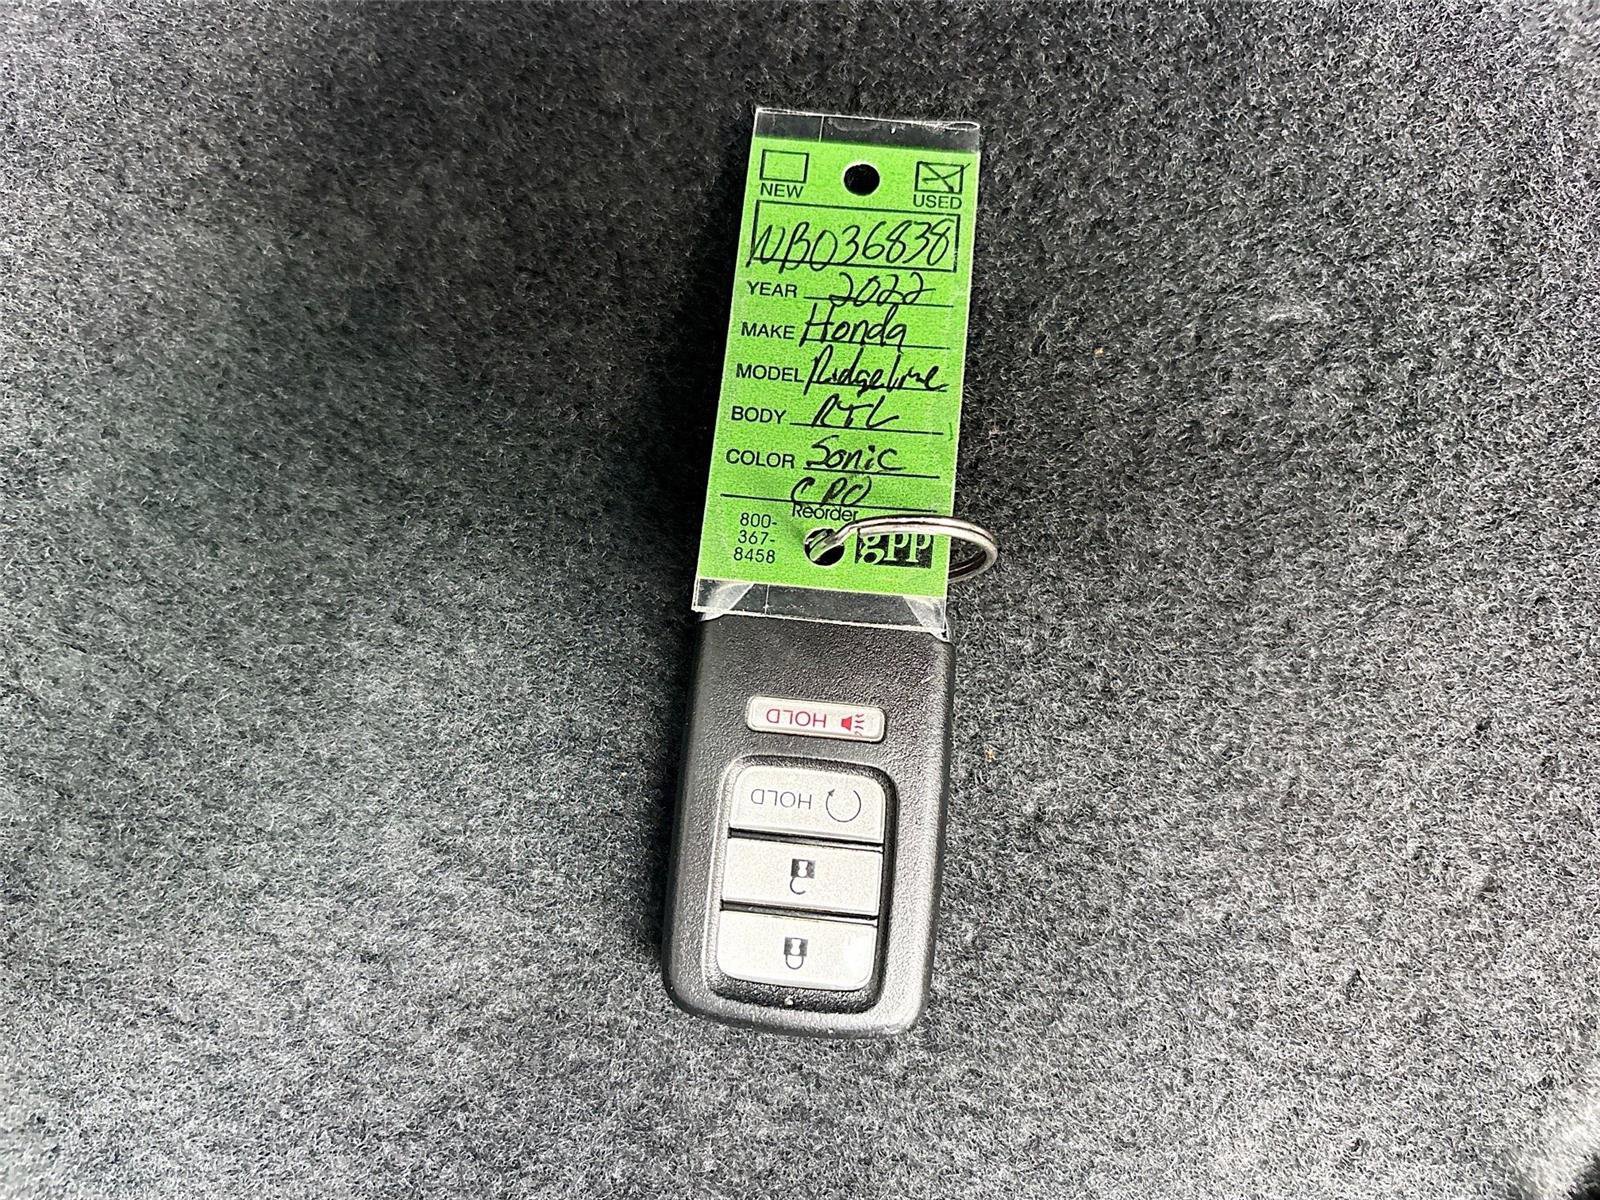 NEW USED
NB036838
YEAR 2022
MAKE Honda
MODEL Ridgeline
BODY RTL
COLOR Sonic
CPO
Reorder
800-
367-
8458
gpp
HOLD
HOLD